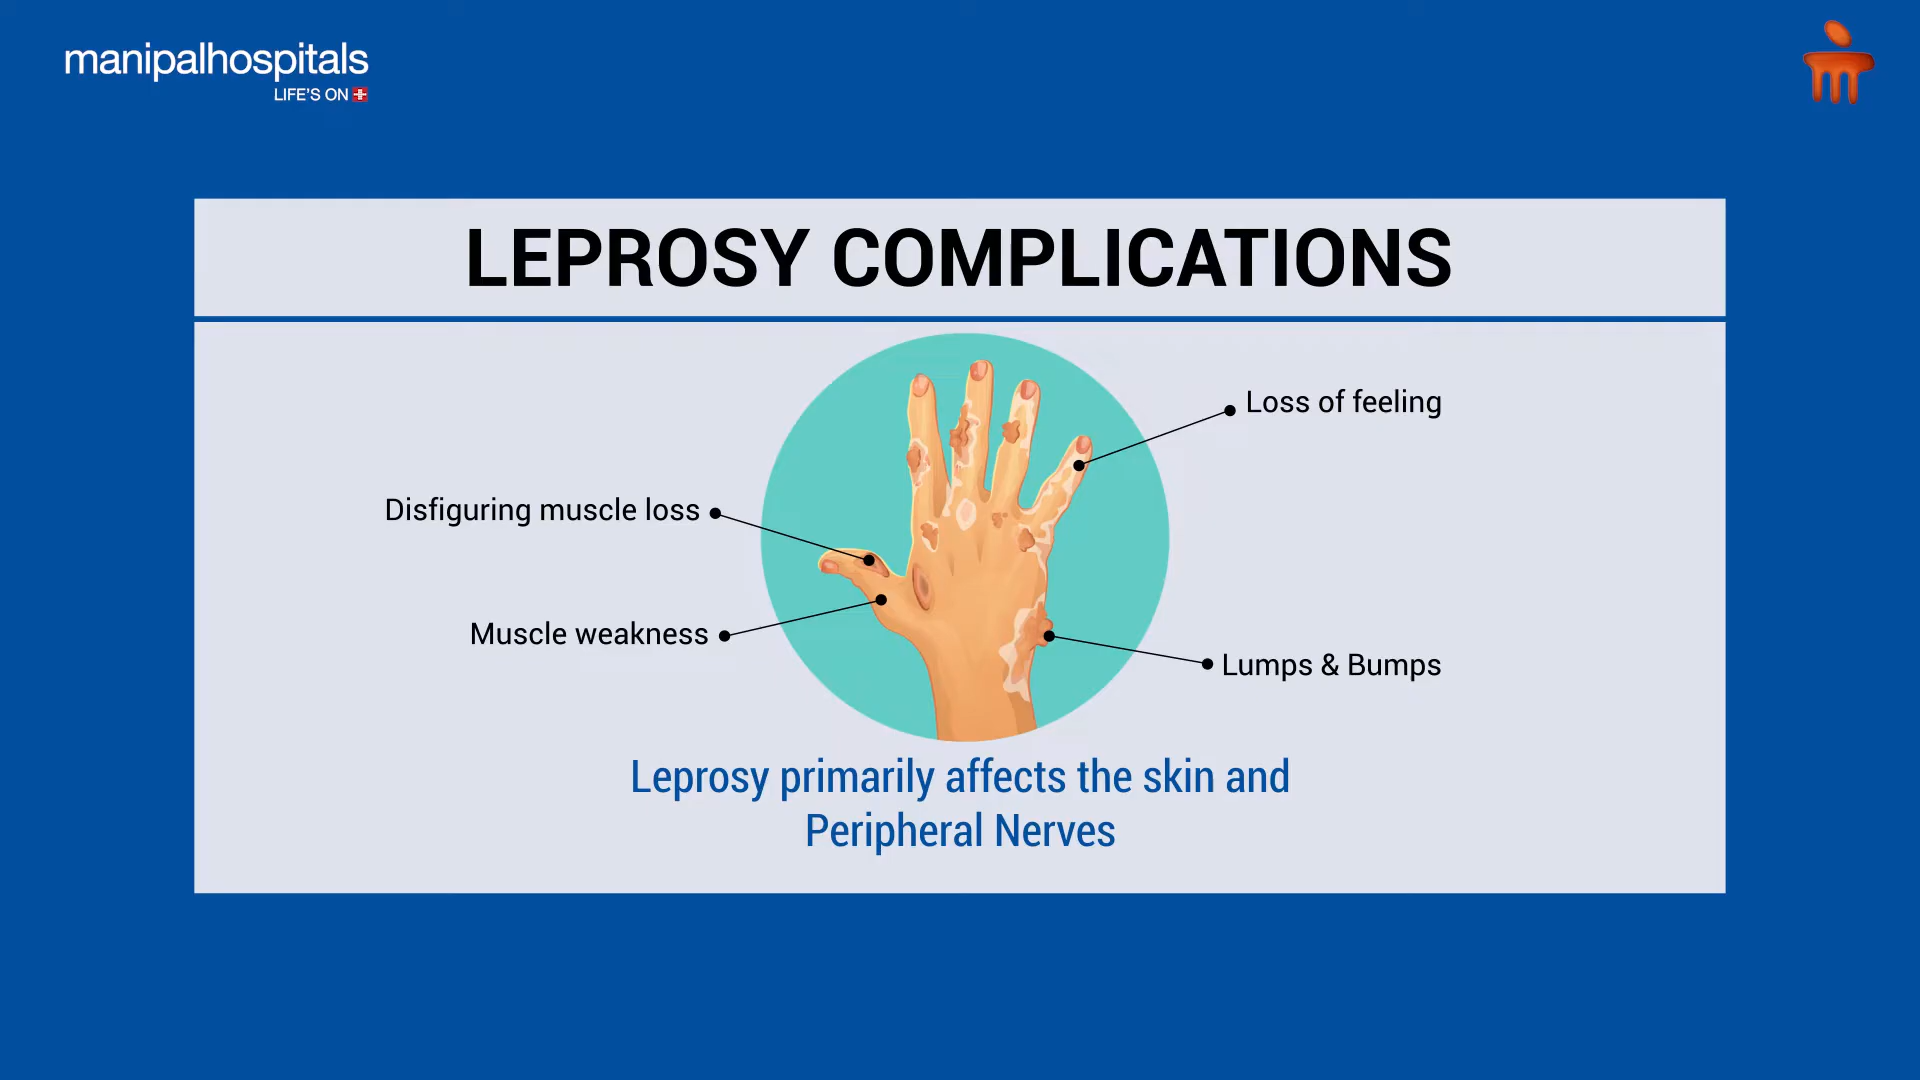 manipalhospitals
LIFE'S ON
LEPROSY COMPLICATIONS
Loss of feeling
Disfiguring muscle loss
Muscle weakness
Lumps & Bumps
Leprosy primarily affects the skin and
Peripheral Nerves